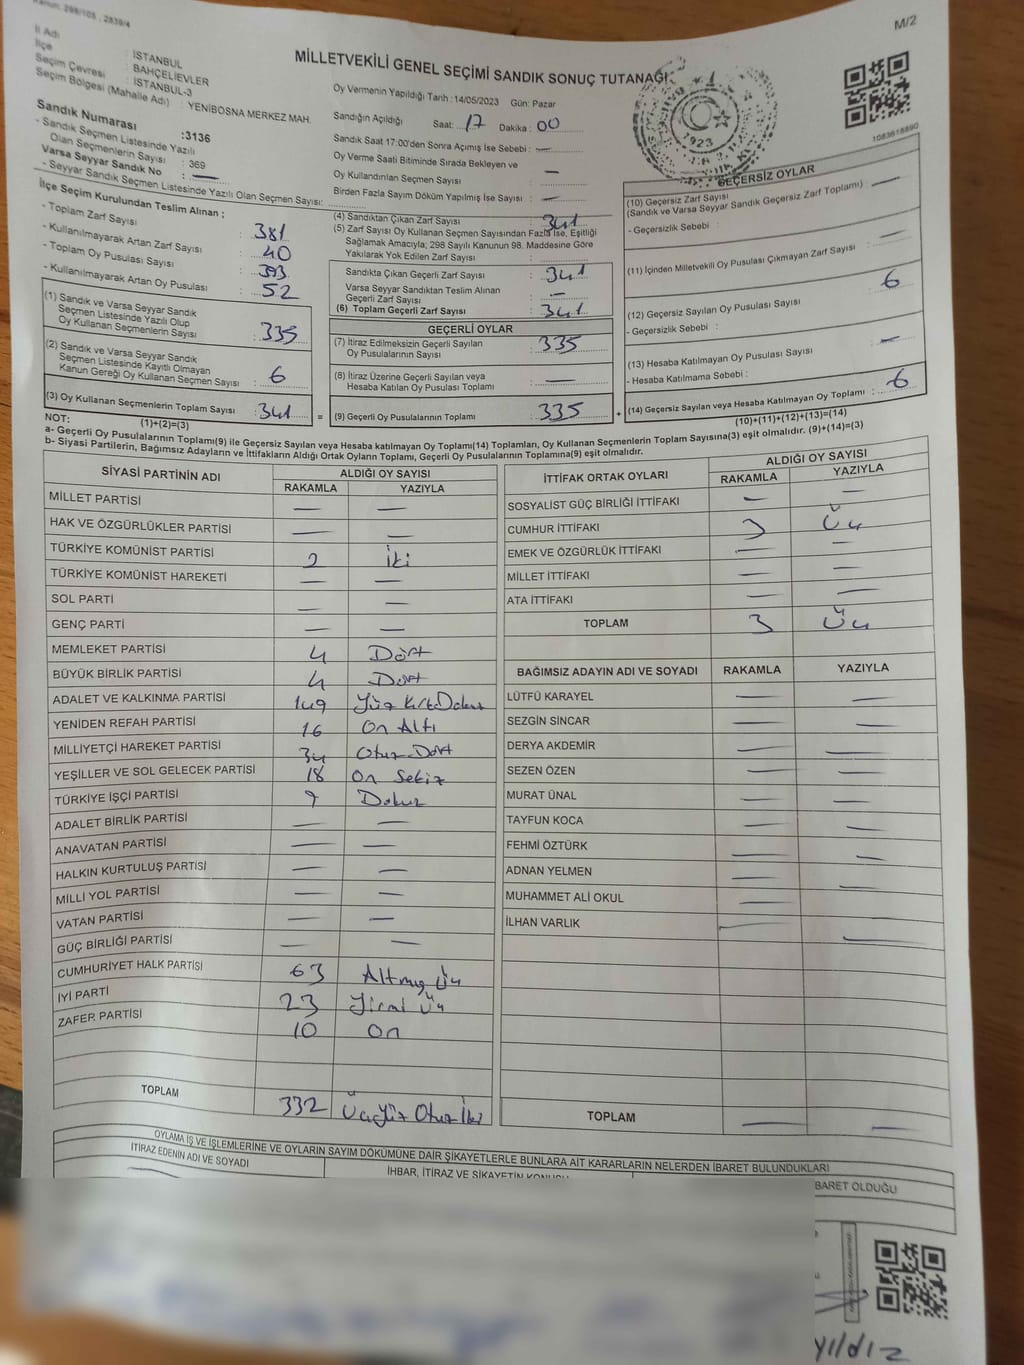 Kanun: 298/105 , 2839/4
M/2
İl Adı : İSTANBUL
İlçe : BAHÇELİEVLER
Seçim Çevresi : İSTANBUL-3
Seçim Bölgesi (Mahalle Adı) : YENİBOSNA MERKEZ MAH.
MİLLETVEKİLİ GENEL SEÇİMİ SANDIK SONUÇ TUTANAĞI
Oy Vermenin Yapıldığı Tarih : 14/05/2023 Gün: Pazar
1923
1083618890
Sandık Numarası :3136
- Sandık Seçmen Listesinde Yazılı
Olan Seçmenlerin Sayısı : 369
Varsa Seyyar Sandık No : —
- Seyyar Sandık Seçmen Listesinde Yazılı Olan Seçmen Sayısı:
Sandığın Açıldığı Saat: 17 Dakika : 00
Sandık Saat 17:00'den Sonra Açımış İse Sebebi : —
Oy Verme Saati Bitiminde Sırada Bekleyen ve
Oy Kullandırılan Seçmen Sayısı —
Birden Fazla Sayım Döküm Yapılmış İse Sayısı : —
İlçe Seçim Kurulundan Teslim Alınan ;
- Toplam Zarf Sayısı : 381
- Kullanılmayarak Artan Zarf Sayısı : 40
- Toplam Oy Pusulası Sayısı : 393
- Kullanılmayarak Artan Oy Pusulası : 52
(1) Sandık ve Varsa Seyyar Sandık
Seçmen Listesinde Yazılı Olup
Oy Kullanan Seçmenlerin Sayısı : 335
(2) Sandık ve Varsa Seyyar Sandık
Seçmen Listesinde Kayıtlı Olmayan
Kanun Gereği Oy Kullanan Seçmen Sayısı : 6
(3) Oy Kullanan Seçmenlerin Toplam Sayısı : 341 =
(1)+(2)=(3)
(4) Sandıktan Çıkan Zarf Sayısı : 341
(5) Zarf Sayısı Oy Kullanan Seçmen Sayısından Fazla İse, Eşitliği
Sağlamak Amacıyla; 298 Sayılı Kanunun 98. Maddesine Göre
Yakılarak Yok Edilen Zarf Sayısı :
Sandıkta Çıkan Geçerli Zarf Sayısı : 341
Varsa Seyyar Sandıktan Teslim Alınan
Geçerli Zarf Sayısı : —
(6) Toplam Geçerli Zarf Sayısı : 341
GEÇERLİ OYLAR
(7) İtiraz Edilmeksizin Geçerli Sayılan
Oy Pusulalarının Sayısı : 335
(8) İtiraz Üzerine Geçerli Sayılan veya
Hesaba Katılan Oy Pusulası Toplamı : —
(9) Geçerli Oy Pusulalarının Toplamı : 335 +
GEÇERSİZ OYLAR
(10) Geçersiz Zarf Sayısı
(Sandık ve Varsa Seyyar Sandık Geçersiz Zarf Toplamı) : —
- Geçersizlik Sebebi :
(11) İçinden Milletvekili Oy Pusulası Çıkmayan Zarf Sayısı : —
(12) Geçersiz Sayılan Oy Pusulası Sayısı : 6
- Geçersizlik Sebebi :
(13) Hesaba Katılmayan Oy Pusulası Sayısı : —
- Hesaba Katılmama Sebebi :
(14) Geçersiz Sayılan veya Hesaba Katılmayan Oy Toplamı : 6
(10)+(11)+(12)+(13)=(14)
NOT:
a- Geçerli Oy Pusulalarının Toplamı(9) ile Geçersiz Sayılan veya Hesaba katılmayan Oy Toplamı(14) Toplamları, Oy Kullanan Seçmenlerin Toplam Sayısına(3) eşit olmalıdır. (9)+(14)=(3)
b- Siyasi Partilerin, Bağımsız Adayların ve İttifakların Aldığı Ortak Oyların Toplamı, Geçerli Oy Pusulalarının Toplamına(9) eşit olmalıdır.
SİYASİ PARTİNİN ADI ALDIĞI OY SAYISI
RAKAMLA YAZIYLA
MİLLET PARTİSİ — —
HAK VE ÖZGÜRLÜKLER PARTİSİ — —
TÜRKİYE KOMÜNİST PARTİSİ 2 İki
TÜRKİYE KOMÜNİST HAREKETİ — —
SOL PARTİ — —
GENÇ PARTİ — —
MEMLEKET PARTİSİ 4 Dört
BÜYÜK BİRLİK PARTİSİ 4 Dört
ADALET VE KALKINMA PARTİSİ 149 Yüz Kırk Dokuz
YENİDEN REFAH PARTİSİ 16 On Altı
MİLLİYETÇİ HAREKET PARTİSİ 34 Otuz Dört
YEŞİLLER VE SOL GELECEK PARTİSİ 18 On Sekiz
TÜRKİYE İŞÇİ PARTİSİ 9 Dokuz
ADALET BİRLİK PARTİSİ — —
ANAVATAN PARTİSİ — —
HALKIN KURTULUŞ PARTİSİ — —
MİLLİ YOL PARTİSİ — —
VATAN PARTİSİ — —
GÜÇ BİRLİĞİ PARTİSİ — —
CUMHURİYET HALK PARTİSİ 63 Altmış Üç
İYİ PARTİ 23 Yirmi Üç
ZAFER PARTİSİ 10 On
TOPLAM 332 Üçyüz Otuz İki
İTTİFAK ORTAK OYLARI ALDIĞI OY SAYISI
RAKAMLA YAZIYLA
SOSYALİST GÜÇ BİRLİĞİ İTTİFAKI — —
CUMHUR İTTİFAKI 3 Üç
EMEK VE ÖZGÜRLÜK İTTİFAKI — —
MİLLET İTTİFAKI — —
ATA İTTİFAKI — —
TOPLAM 3 Üç
BAĞIMSIZ ADAYIN ADI VE SOYADI RAKAMLA YAZIYLA
LÜTFÜ KARAYEL — —
SEZGİN SİNCAR — —
DERYA AKDEMİR — —
SEZEN ÖZEN — —
MURAT ÜNAL — —
TAYFUN KOCA — —
FEHMİ ÖZTÜRK — —
ADNAN YELMEN — —
MUHAMMET ALİ OKUL —
İLHAN VARLIK — —
TOPLAM — —
OYLAMA İŞ VE İŞLEMLERİNE VE OYLARIN SAYIM DÖKÜMÜNE DAİR ŞİKAYETLERLE BUNLARA AİT KARARLARIN NELERDEN İBARET BULUNDUKLARI
İTİRAZ EDENİN ADI VE SOYADI İHBAR, İTİRAZ VE ŞİKAYETİN KONUSU BARET OLDUĞU
yıldız